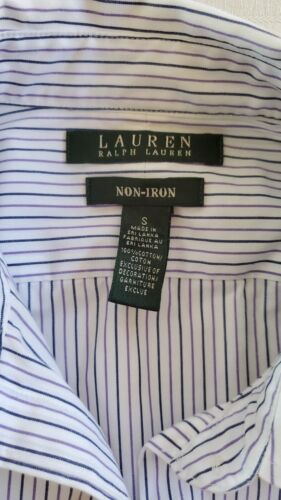 LAUREN
RALPH LAUREN
NON-IRON
S
MADE IN
SRI LANKA
FABRIQUE AU
SRI LANKA
100%COTTON/
COTON
EXCLUSIVE OF
DECORATION/
GARNITURE
EXCLUE